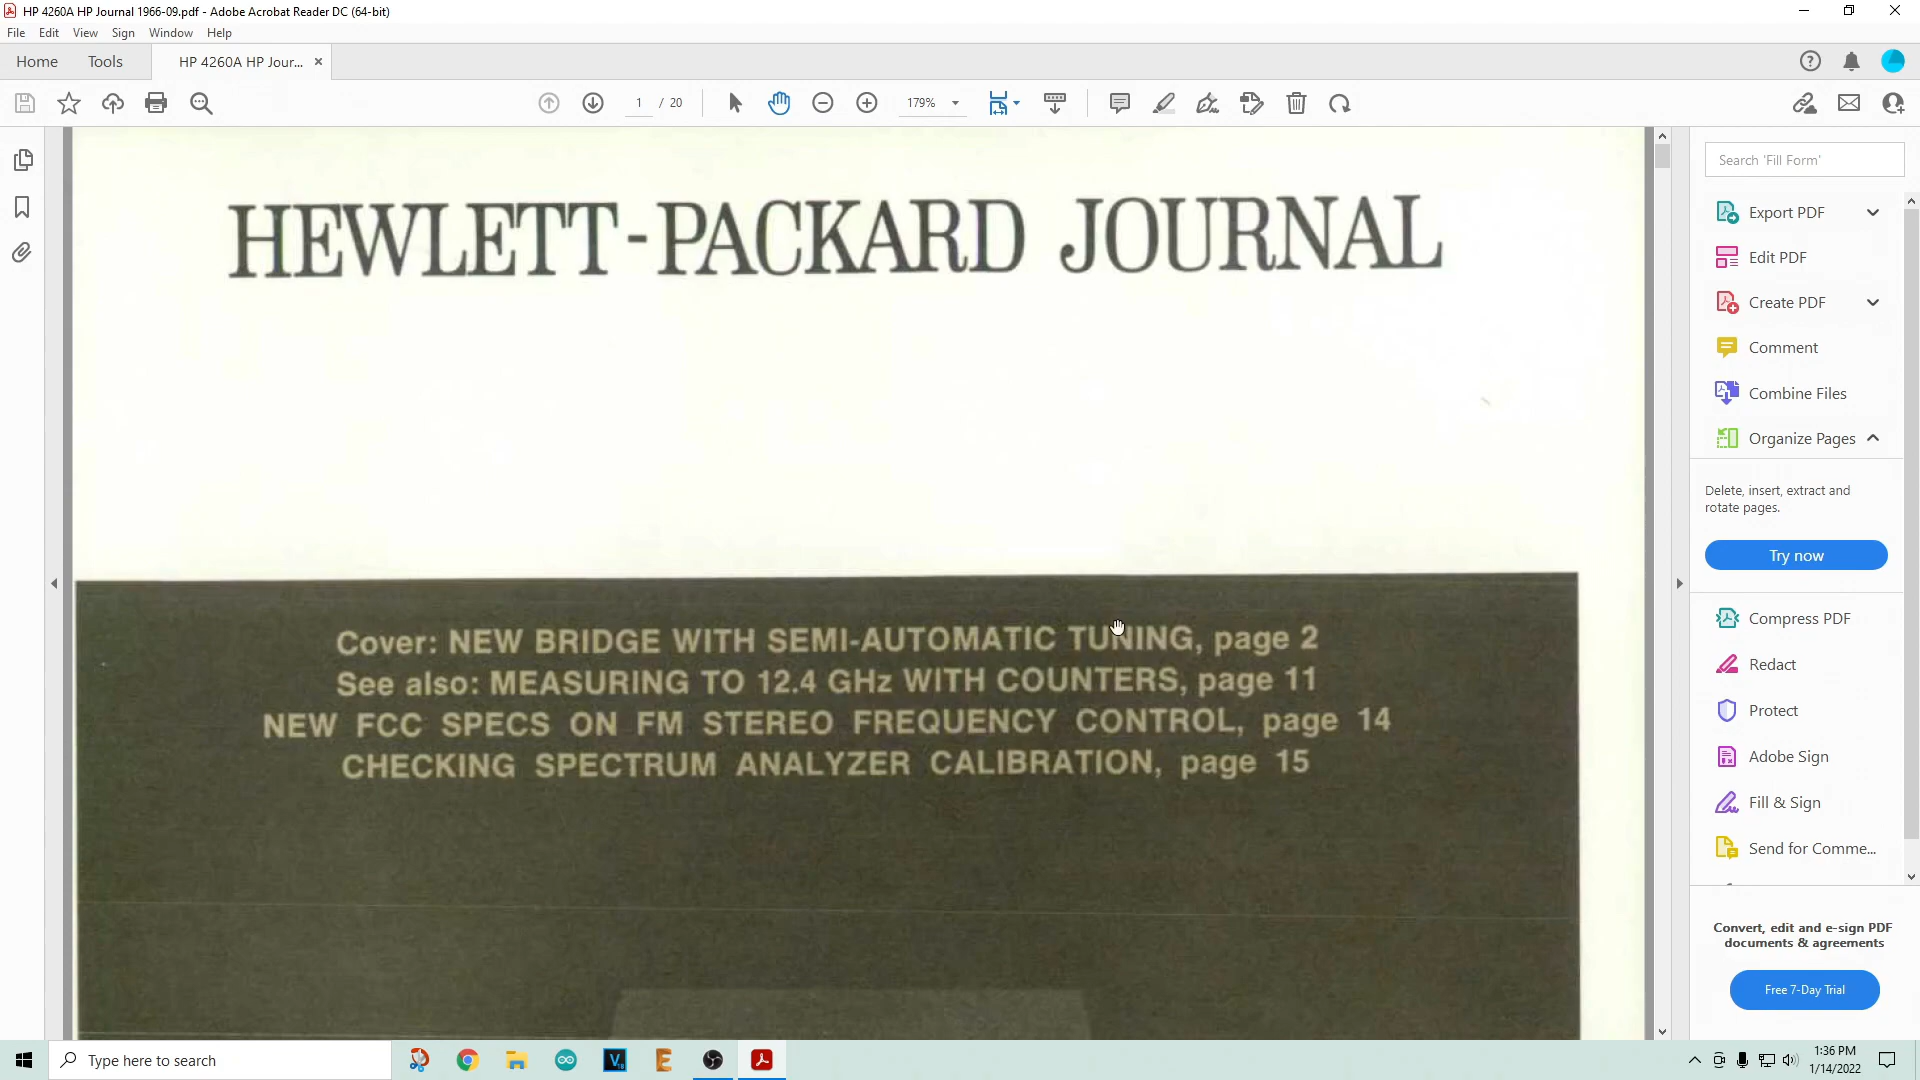 HP 4260A HP Journal 1966-09.pdf - Adobe Acrobat Reader DC (64-bit)
File Edit View Sign Window Help
Home Tools HP 4260A HP Jour... ×
1 / 20 179%
HEWLETT-PACKARD JOURNAL
Cover: NEW BRIDGE WITH SEMI-AUTOMATIC TUNING, page 2
See also: MEASURING TO 12.4 GHz WITH COUNTERS, page 11
NEW FCC SPECS ON FM STEREO FREQUENCY CONTROL, page 14
CHECKING SPECTRUM ANALYZER CALIBRATION, page 15
Search 'Fill Form'
Export PDF
Edit PDF
Create PDF
Comment
Combine Files
Organize Pages
Delete, insert, extract and
rotate pages.
Try now
Compress PDF
Redact
Protect
Adobe Sign
Fill & Sign
Send for Comme...
Convert, edit and e-sign PDF
documents & agreements
Free 7-Day Trial
Type here to search
1:36 PM
1/14/2022